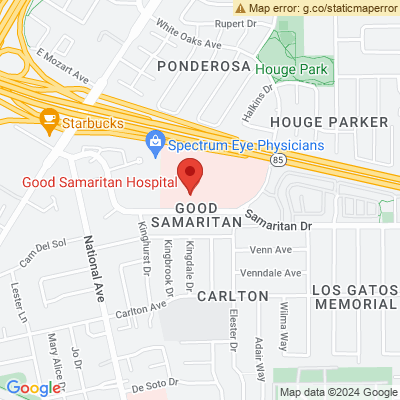 Map error: g.co/staticmaperror
Rupert Dr
White Oaks Ave
E Mozart Ave
PONDEROSA
Houge Park
Halkins Dr
HOUGE PARKER
Starbucks
Spectrum Eye Physicians
85
Good Samaritan Hospital
GOOD
SAMARITAN
Samaritan Dr
Cam Del Sol
National Ave
Kinghurst Dr
Kingbrook Dr
Kingdale Dr
Venn Ave
Venndale Ave
LOS GATOS
MEMORIAL
CARLTON
Carlton Ave
Lester Ln
Mary Alice Dr
Jo Dr
Elester Dr
Adair Way
Wilma Way
De Soto Dr
Google
Map data ©2024 Google